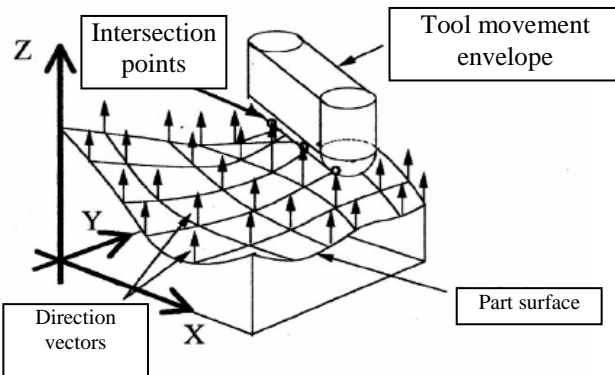 Intersection
points
Tool movement
envelope
Z
Y
X
Direction
vectors
Part surface